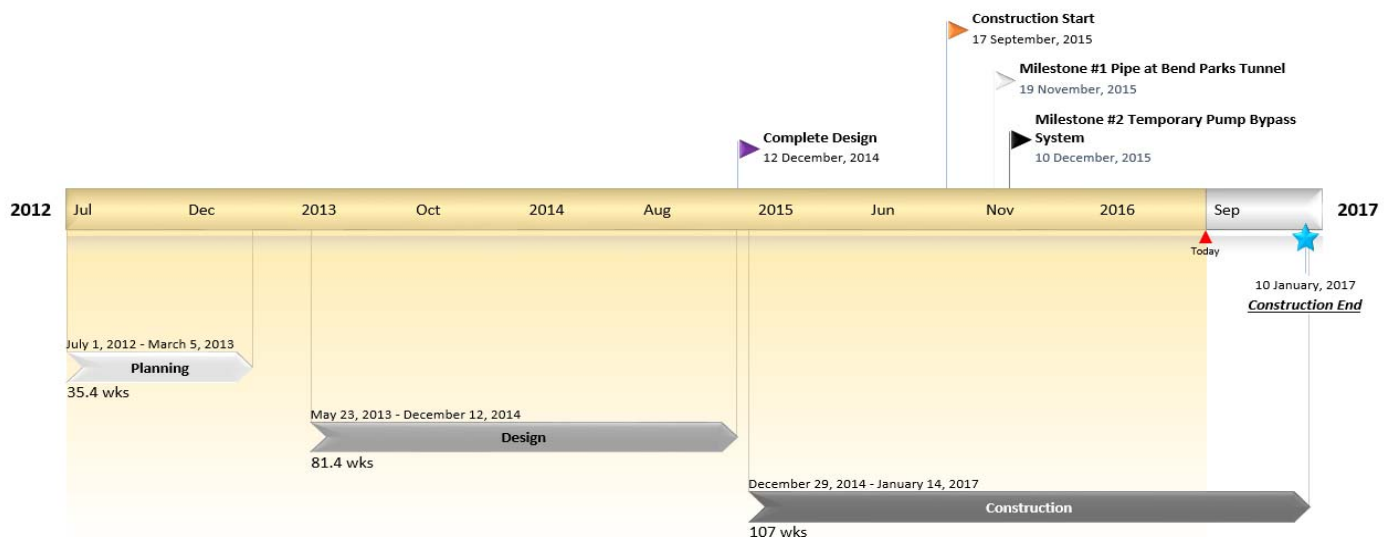 Construction Start
17 September, 2015
Milestone #1 Pipe at Bend Parks Tunnel
19 November, 2015
Milestone #2 Temporary Pump Bypass
System
10 December, 2015
Complete Design
12 December, 2014
2012 Jul Dec 2013 Oct 2014 Aug 2015 Jun Nov 2016 Sep 2017
Today
10 January, 2017
Construction End
July 1, 2012 - March 5, 2013
Planning
35.4 wks
May 23, 2013 - December 12, 2014
Design
81.4 wks
December 29, 2014 - January 14, 2017
Construction
107 wks